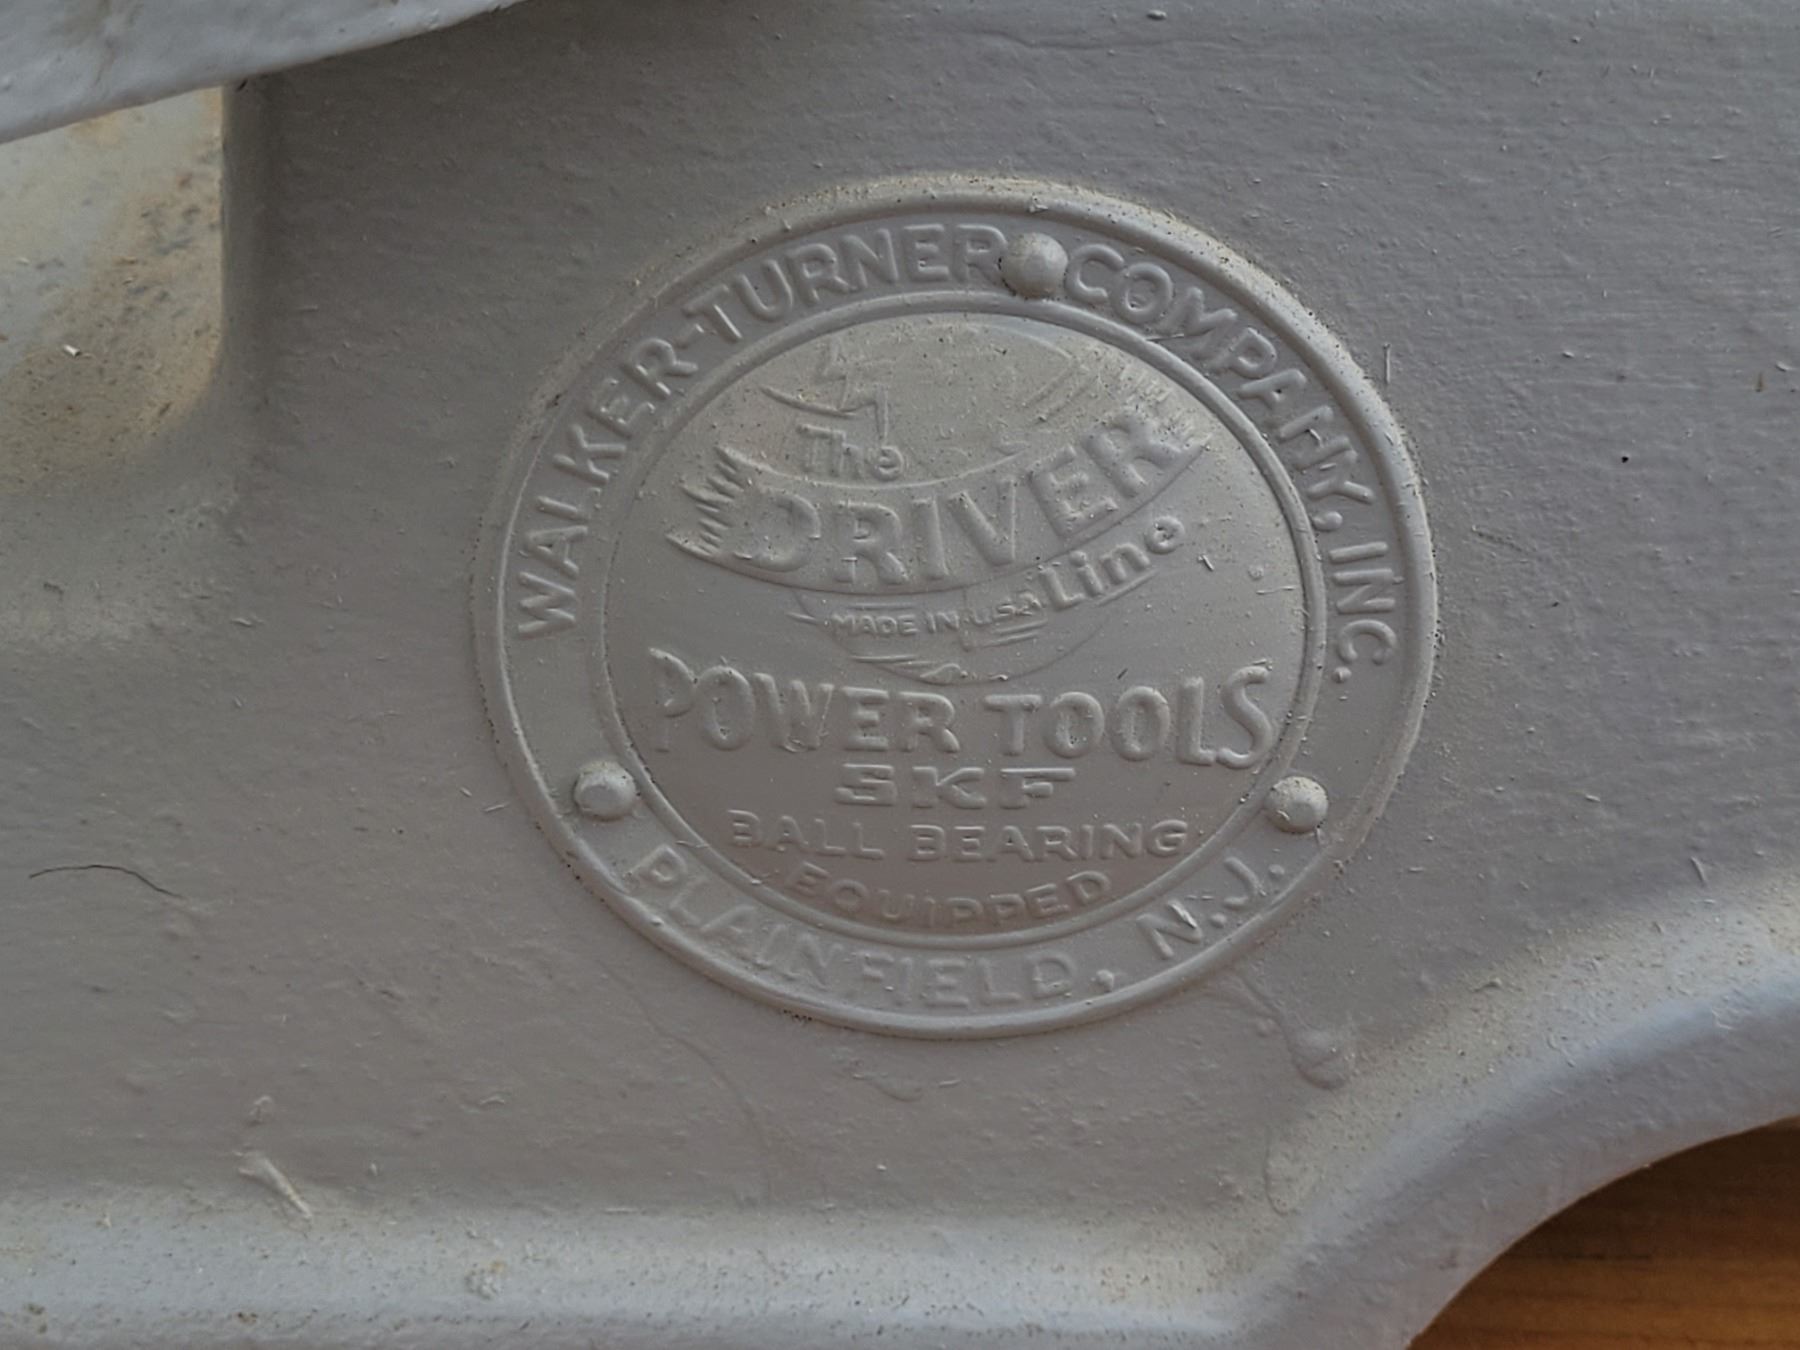 WALKER-TURNER COMPANY, INC.
The
DRIVER
Line
MADE IN U.S.A.
POWER TOOLS
SKF
BALL BEARING
EQUIPPED
PLAINFIELD, N.J.